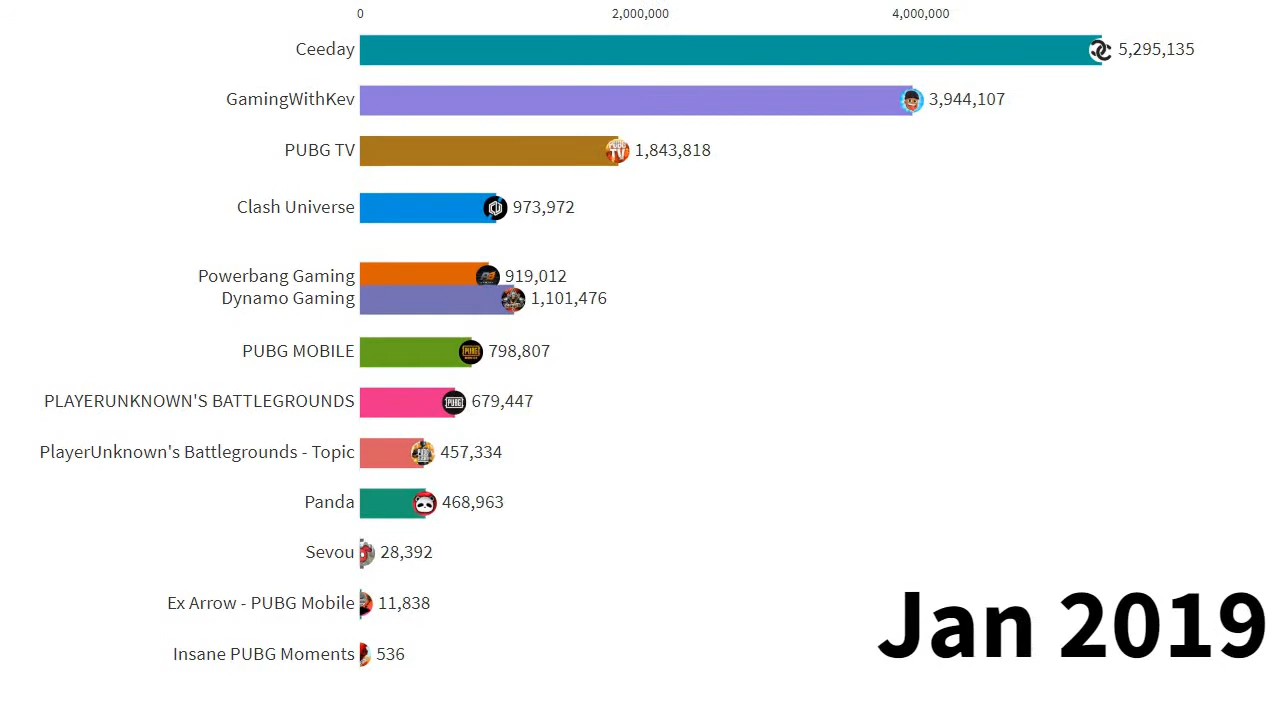 0 2,000,000 4,000,000
Ceeday 5,295,135
GamingWithKev 3,944,107
PUBG TV 1,843,818
Clash Universe 973,972
Powerbang Gaming 919,012
Dynamo Gaming 1,101,476
PUBG MOBILE 798,807
PLAYERUNKNOWN'S BATTLEGROUNDS 679,447
PlayerUnknown's Battlegrounds - Topic 457,334
Panda 468,963
Sevou 28,392
Ex Arrow - PUBG Mobile 11,838
Insane PUBG Moments 536
Jan 2019